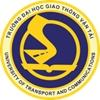 TRƯỜNG ĐẠI HỌC GIAO THÔNG VẬN TẢI
UNIVERSITY OF TRANSPORT AND COMMUNICATIONS